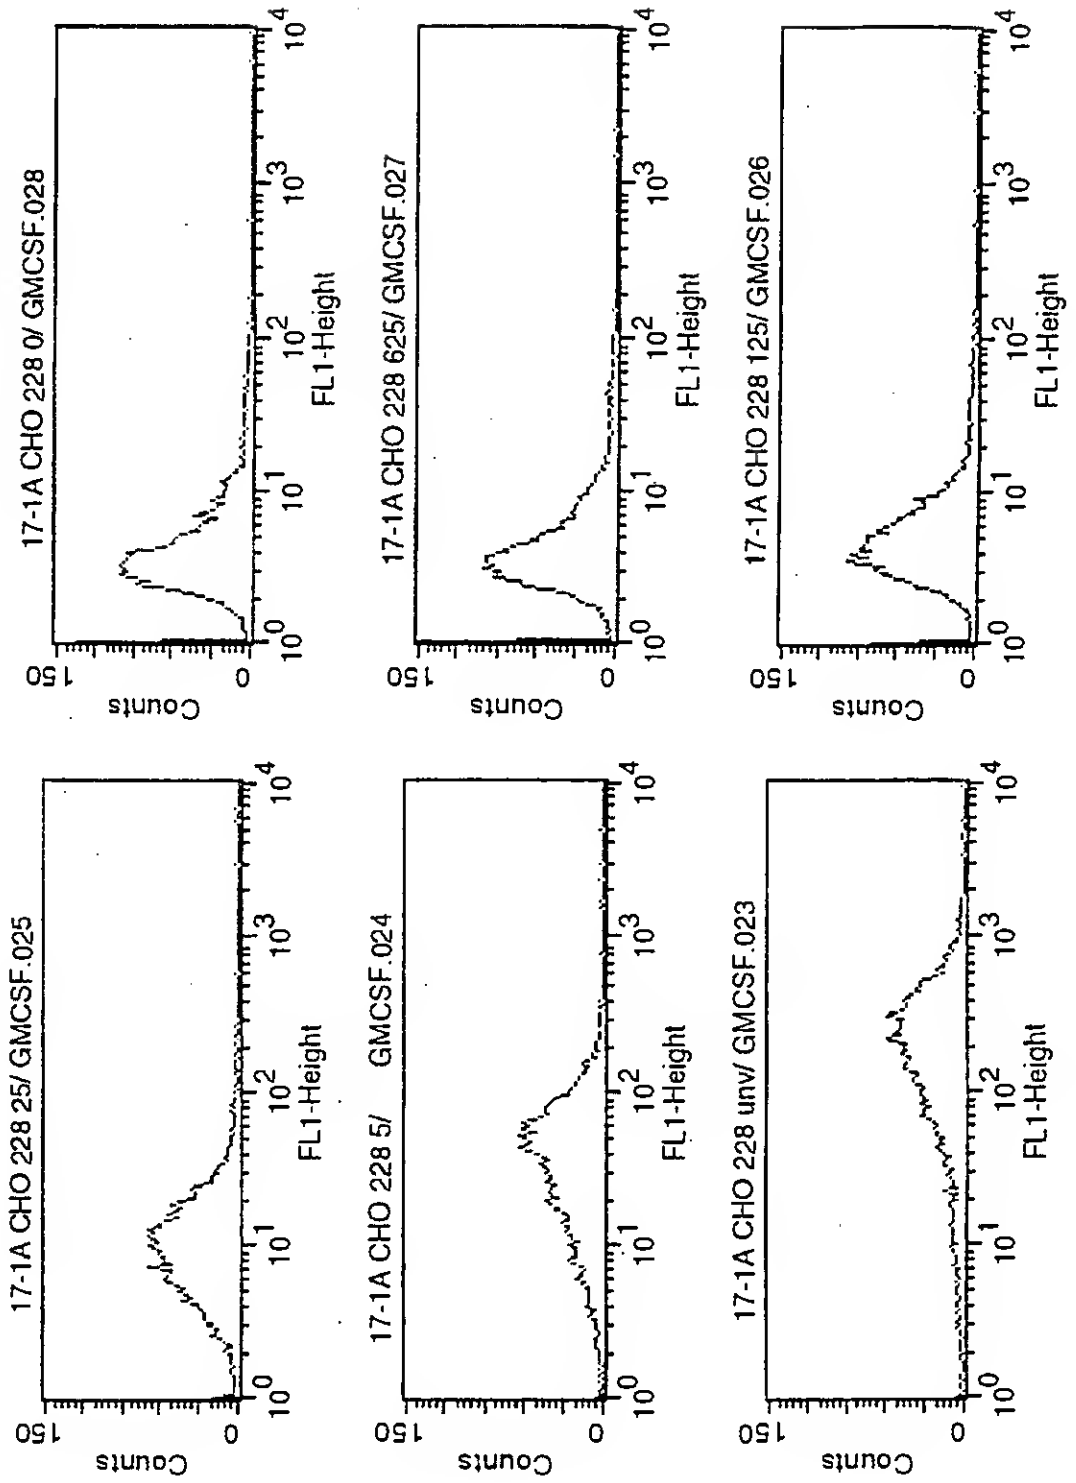 17-1A CHO 228 25/ GMCSF.025
150
Counts
0
10^0 10^1 10^2 10^3 10^4
FL1-Height
17-1A CHO 228 0/ GMCSF.028
150
Counts
0
10^0 10^1 10^2 10^3 10^4
FL1-Height
17-1A CHO 228 5/ GMCSF.024
150
Counts
0
10^0 10^1 10^2 10^3 10^4
FL1-Height
17-1A CHO 228 625/ GMCSF.027
150
Counts
0
10^0 10^1 10^2 10^3 10^4
FL1-Height
17-1A CHO 228 unv/ GMCSF.023
150
Counts
0
10^0 10^1 10^2 10^3 10^4
FL1-Height
17-1A CHO 228 125/ GMCSF.026
150
Counts
0
10^0 10^1 10^2 10^3 10^4
FL1-Height